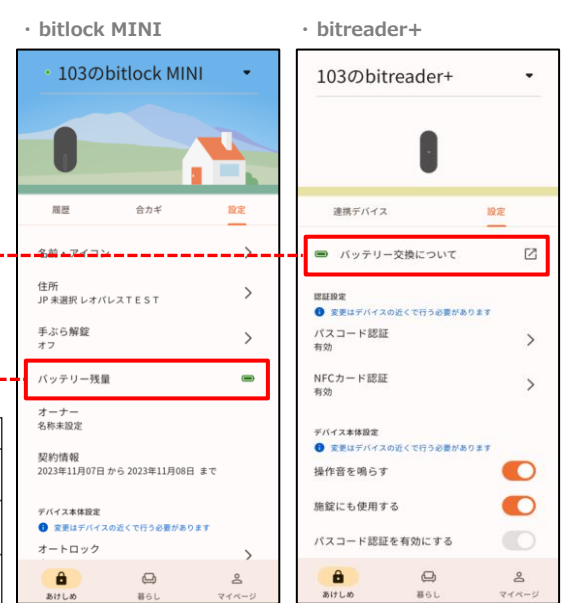 ・bitlock MINI
・bitreader+
103のbitlock MINI
履歴 合カギ 設定
名前・アイコン
住所
JP 未選択 レオパレスTEST
手ぶら解錠
オフ
バッテリー残量
オーナー
名称未設定
契約情報
2023年11月07日 から 2023年11月08日 まで
デバイス本体設定
変更はデバイスの近くで行う必要があります
オートロック
あけしめ 暮らし マイページ
103のbitreader+
連携デバイス 設定
バッテリー交換について
認証設定
変更はデバイスの近くで行う必要があります
パスコード認証
有効
NFCカード認証
有効
デバイス本体設定
変更はデバイスの近くで行う必要があります
操作音を鳴らす
施錠にも使用する
パスコード認証を有効にする
あけしめ 暮らし マイページ